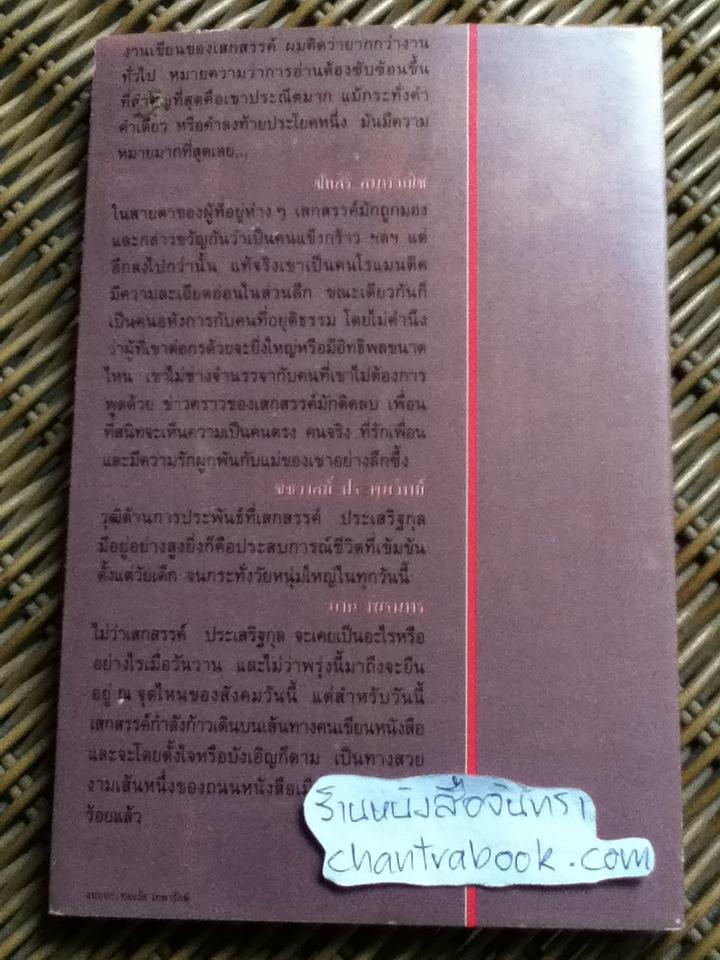 งานเขียนของเสกสรรค์ ผมคิดว่ายากกว่างาน
ทั่วไป หมายความว่าการอ่านต้องซับซ้อนขึ้น
ที่สำคัญที่สุดคือเขาประณีตมาก แม้กระทั่งคำ
คำเดียว หรือคำลงท้ายประโยคหนึ่ง มันมีความ
หมายมากที่สุดเลย...
ในสายตาของผู้ที่อยู่ห่าง ๆ เสกสรรค์มักถูกมอง
และกล่าวขวัญกันว่าเป็นคนแข็งกร้าว ฯลฯ แต่
ลึกลงไปกว่านั้น แท้จริงเขาเป็นคนโรแมนติค
มีความละเอียดอ่อนในส่วนลึก ขณะเดียวกันก็
เป็นคนอหังการกับคนที่อยุติธรรม โดยไม่คำนึง
ว่าผู้ที่เขาต่อกรด้วยจะยิ่งใหญ่หรือมีอิทธิพลขนาด
ไหน เขาไม่ช่างจำนรรจากับคนที่เขาไม่ต้องการ
พูดด้วย ข่าวคราวของเสกสรรค์มักติดลบ เพื่อน
ที่สนิทจะเห็นความเป็นคนตรง คนจริง ที่รักเพื่อน
และมีความรักผูกพันกับแม่ของเขาอย่างลึกซึ้ง
วุฒิด้านการประพันธ์ที่เสกสรรค์ ประเสริฐกุล
มีอยู่อย่างสูงยิ่งก็คือประสบการณ์ชีวิตที่เข้มข้น
ตั้งแต่วัยเด็ก จนกระทั่งวัยหนุ่มใหญ่ในทุกวันนี้
ไม่ว่าเสกสรรค์ ประเสริฐกุล จะเคยเป็นอะไรหรือ
อย่างไรเมื่อวันวาน และไม่ว่าพรุ่งนี้มาถึงจะยืน
อยู่ ณ จุดไหนของสังคมวันนี้ แต่สำหรับวันนี้
เสกสรรค์กำลังก้าวเดินบนเส้นทางคนเขียนหนังสือ
และจะโดยตั้งใจหรือบังเอิญก็ตาม เป็นทางสวย
งามเส้นหนึ่งของถนนหนังสือ
ร้อยแล้ว
ร้านหนังสือจันทรา
chantrabook.com